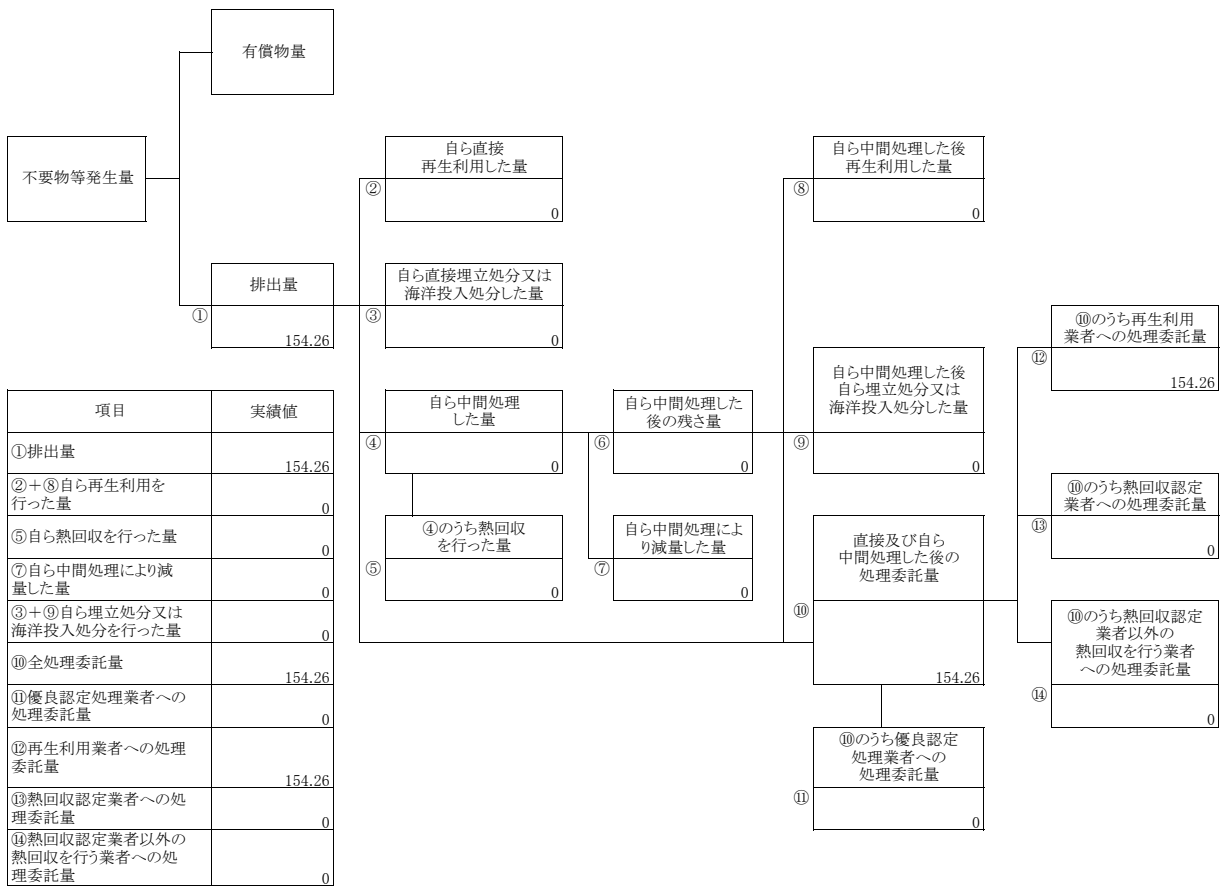 有償物量
不要物等発生量
自ら直接
再生利用した量
②
0
自ら中間処理した後
再生利用した量
⑧
0
排出量
①
154.26
自ら直接埋立処分又は
海洋投入処分した量
③
0
⑩のうち再生利用
業者への処理委託量
⑫
154.26
自ら中間処理
した量
④
0
自ら中間処理した
後の残さ量
⑥
0
自ら中間処理した後
自ら埋立処分又は
海洋投入処分した量
⑨
0
⑩のうち熱回収認定
業者への処理委託量
⑬
0
④のうち熱回収
を行った量
⑤
0
自ら中間処理によ
り減量した量
⑦
0
直接及び自ら
中間処理した後の
処理委託量
⑩
154.26
⑩のうち熱回収認定
業者以外の
熱回収を行う業者
への処理委託量
⑭
0
⑩のうち優良認定
処理業者への
処理委託量
⑪
0
項目
実績値
①排出量
154.26
②＋⑧自ら再生利用を
行った量
0
⑤自ら熱回収を行った量
0
⑦自ら中間処理により減
量した量
0
③＋⑨自ら埋立処分又は
海洋投入処分を行った量
0
⑩全処理委託量
154.26
⑪優良認定処理業者への
処理委託量
0
⑫再生利用業者への処理
委託量
154.26
⑬熱回収認定業者への処
理委託量
0
⑭熱回収認定業者以外の
熱回収を行う業者への処
理委託量
0